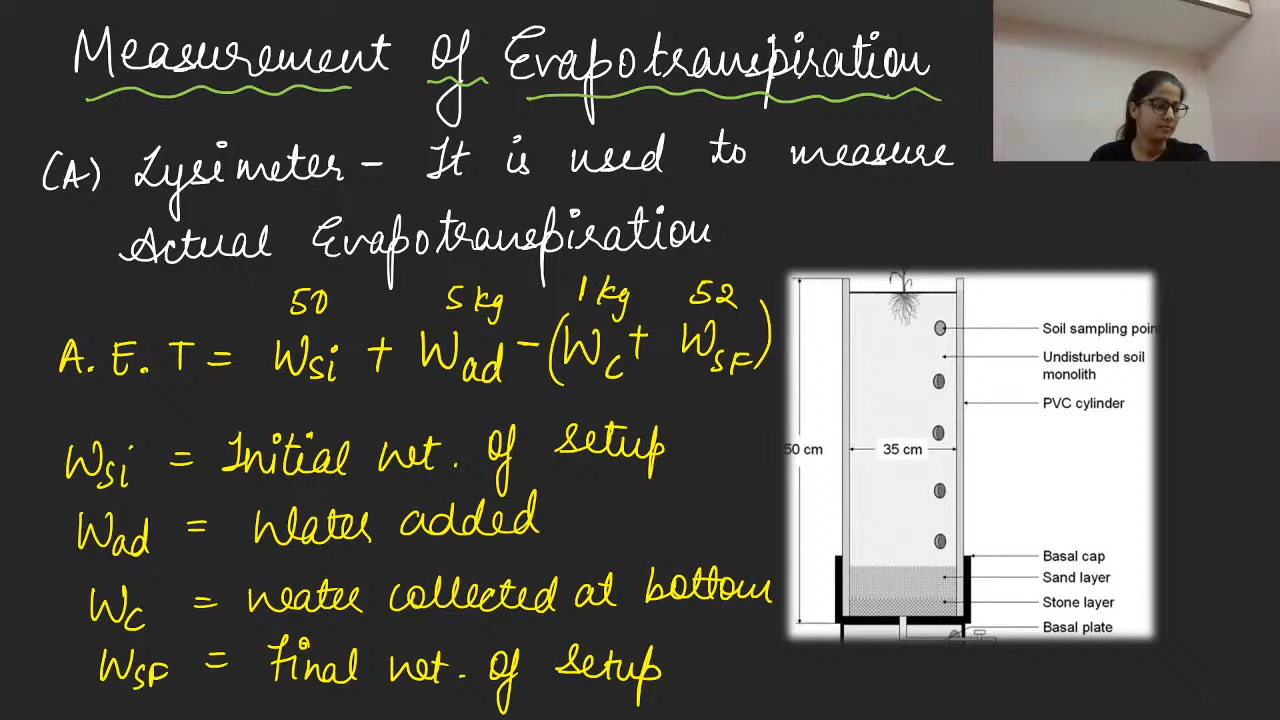 Measurement of Evapotranspiration
(A) Lysimeter - It is used to measure
Actual Evapotranspiration
50 5 kg 1 kg 52
A.E.T = Wsi + Wad - (Wc + WSF)
Wsi = Initial wt. of setup
Wad = Water added
Wc = water collected at bottom
WSF = final wt. of setup
Soil sampling point
Undisturbed soil
monolith
PVC cylinder
50 cm
35 cm
Basal cap
Sand layer
Stone layer
Basal plate